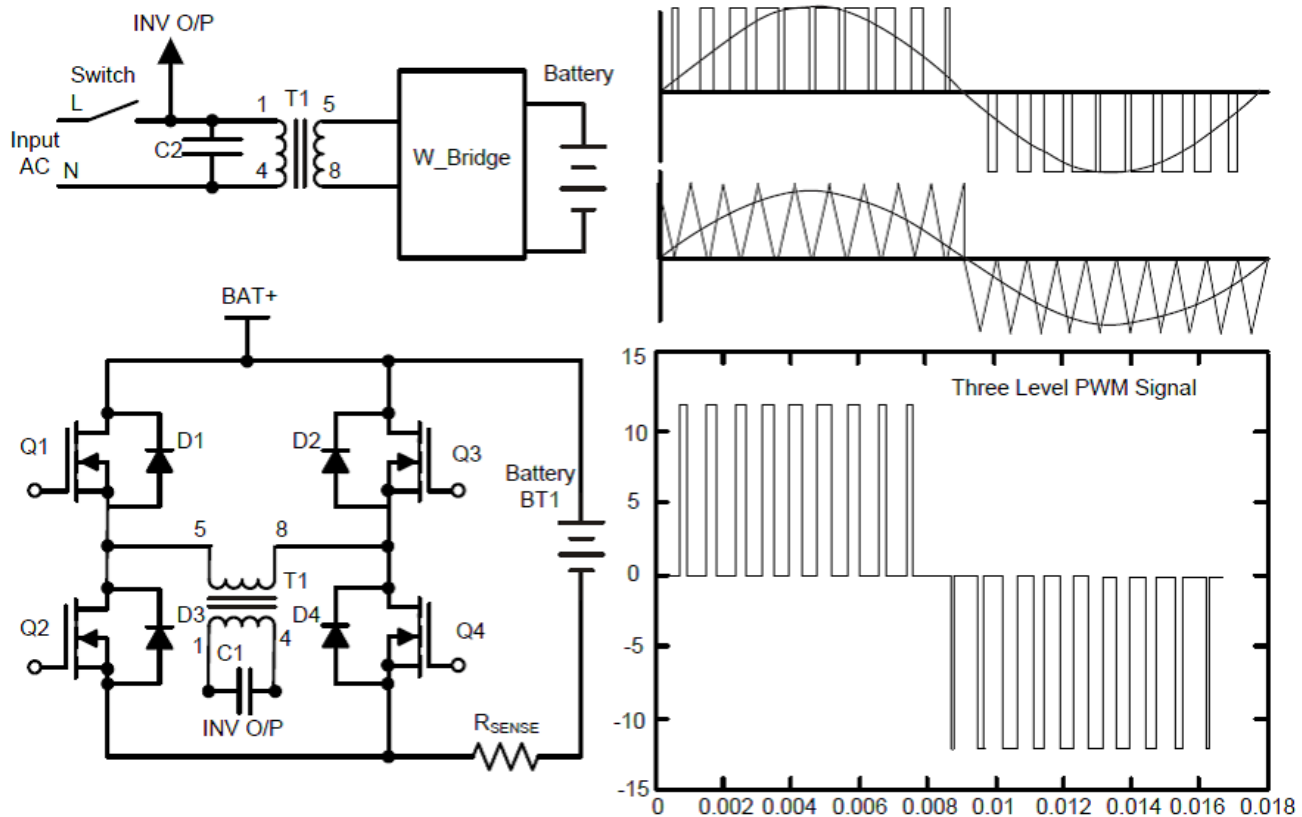 INV O/P
Switch
L
Input
AC
N
C2
1 T1 5
4 8
W_Bridge
Battery
BAT+
Q1
D1
D2
Q3
Battery
BT1
5 8
T1
Q2
D3
D4
Q4
1 4
C1
INV O/P
RSENSE
Three Level PWM Signal
15
10
5
0
-5
-10
-15
0 0.002 0.004 0.006 0.008 0.01 0.012 0.014 0.016 0.018